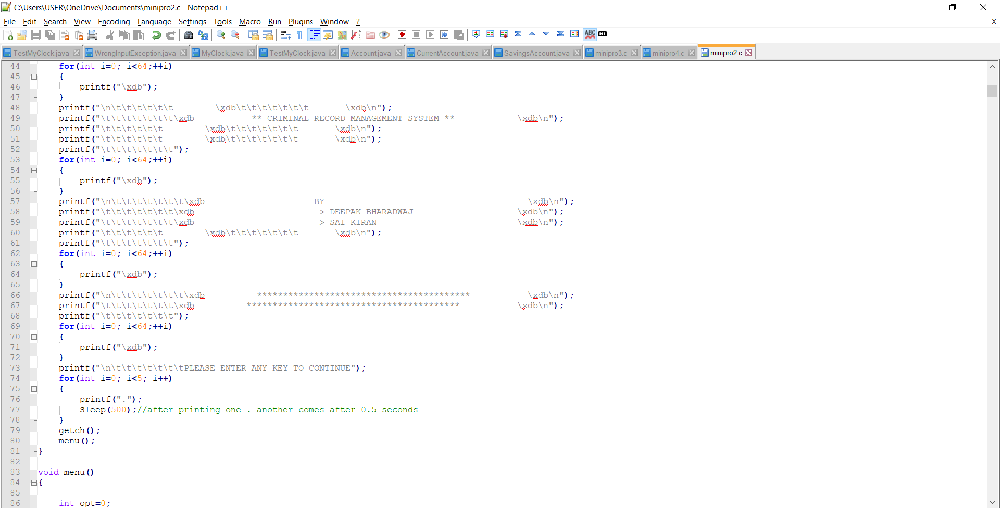 C:\Users\USER\OneDrive\Documents\minipro2.c - Notepad++
File Edit Search View Encoding Language Settings Tools Macro Run Plugins Window ? X
TestMyClock.java WrongInputException.java MyClock.java TestMyClock.java Account.java CurrentAccount.java SavingsAccount.java minipro3.c minipro4.c minipro2.c
44 for(int i=0; i<64;++i)
45 {
46 printf("\xdb");
47 }
48 printf("\n\t\t\t\t\t\t        \xdb\t\t\t\t\t\t\t       \xdb\n");
49 printf("\t\t\t\t\t\t\t\xdb           ** CRIMINAL RECORD MANAGEMENT SYSTEM **            \xdb\n");
50 printf("\t\t\t\t\t\t        \xdb\t\t\t\t\t\t\t       \xdb\n");
51 printf("\t\t\t\t\t\t        \xdb\t\t\t\t\t\t\t       \xdb\n");
52 printf("\t\t\t\t\t\t\t");
53 for(int i=0; i<64;++i)
54 {
55 printf("\xdb");
56 }
57 printf("\n\t\t\t\t\t\t\t\xdb                     BY                                       \xdb\n");
58 printf("\t\t\t\t\t\t\t\xdb                        > DEEPAK BHARADWAJ                    \xdb\n");
59 printf("\t\t\t\t\t\t\t\xdb                        > SAI KIRAN                           \xdb\n");
60 printf("\t\t\t\t\t\t        \xdb\t\t\t\t\t\t\t       \xdb\n");
61 printf("\t\t\t\t\t\t\t");
62 for(int i=0; i<64;++i)
63 {
64 printf("\xdb");
65 }
66 printf("\n\t\t\t\t\t\t\t\xdb          *****************************************           \xdb\n");
67 printf("\t\t\t\t\t\t\t\xdb          *****************************************           \xdb\n");
68 printf("\t\t\t\t\t\t\t");
69 for(int i=0; i<64;++i)
70 {
71 printf("\xdb");
72 }
73 printf("\n\t\t\t\t\t\t\tPLEASE ENTER ANY KEY TO CONTINUE");
74 for(int i=0; i<5; i++)
75 {
76 printf(".");
77 Sleep(500);//after printing one . another comes after 0.5 seconds
78 }
79 getch();
80 menu();
81 }
82
83 void menu()
84 {
85
86 int opt=0;